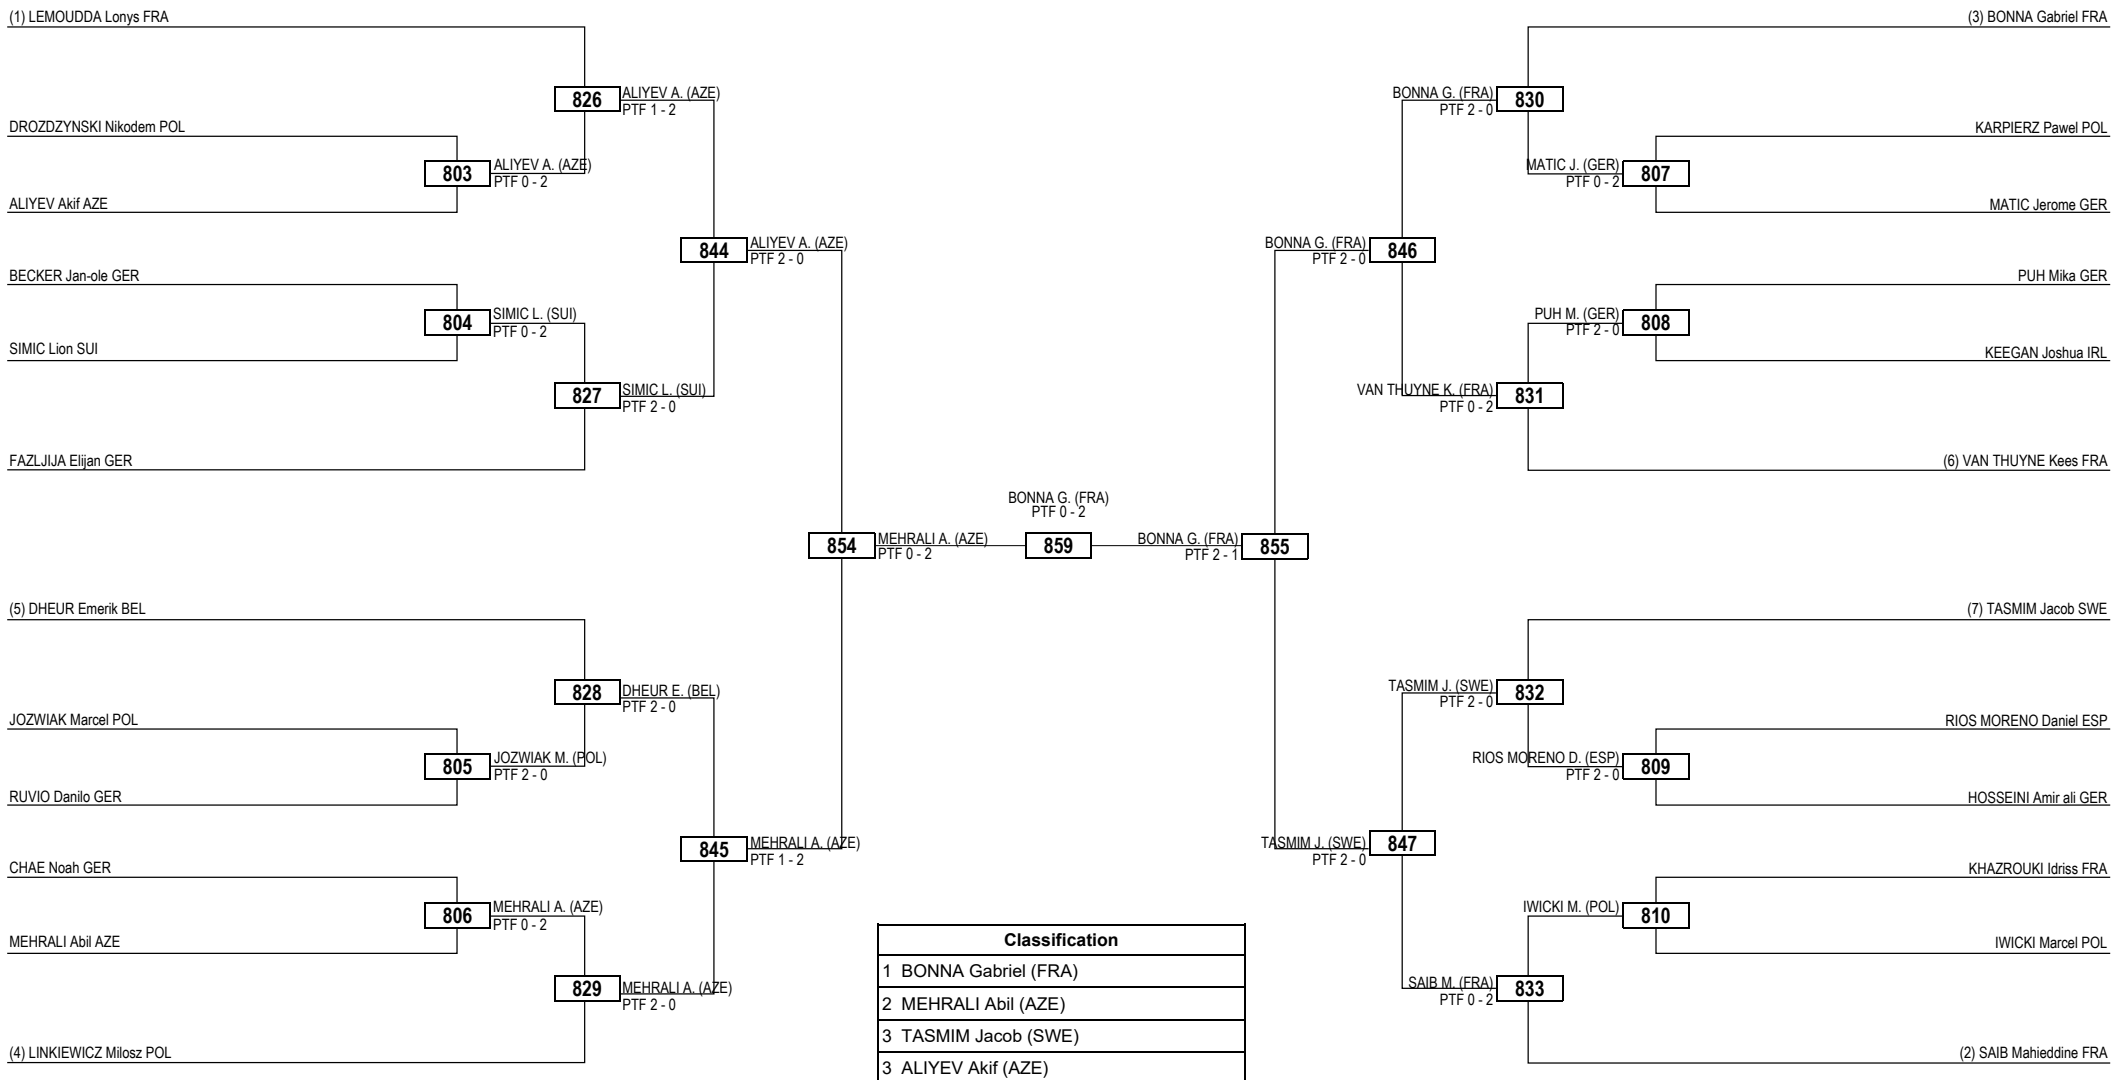 (1) LEMOUDDA Lonys FRA
(3) BONNA Gabriel FRA
826
ALIYEV A. (AZE)
PTF 1 - 2
BONNA G. (FRA)
PTF 2 - 0
830
DROZDZYNSKI Nikodem POL
KARPIERZ Pawel POL
803
ALIYEV A. (AZE)
PTF 0 - 2
MATIC J. (GER)
PTF 0 - 2
807
ALIYEV Akif AZE
MATIC Jerome GER
844
ALIYEV A. (AZE)
PTF 2 - 0
BONNA G. (FRA)
PTF 2 - 0
846
BECKER Jan-ole GER
PUH Mika GER
804
SIMIC L. (SUI)
PTF 0 - 2
PUH M. (GER)
PTF 2 - 0
808
SIMIC Lion SUI
KEEGAN Joshua IRL
827
SIMIC L. (SUI)
PTF 2 - 0
VAN THUYNE K. (FRA)
PTF 0 - 2
831
FAZLJIJA Elijan GER
(6) VAN THUYNE Kees FRA
BONNA G. (FRA)
PTF 0 - 2
854
MEHRALI A. (AZE)
PTF 0 - 2
859
BONNA G. (FRA)
PTF 2 - 1
855
(5) DHEUR Emerik BEL
(7) TASMIM Jacob SWE
828
DHEUR E. (BEL)
PTF 2 - 0
TASMIM J. (SWE)
PTF 2 - 0
832
JOZWIAK Marcel POL
RIOS MORENO Daniel ESP
805
JOZWIAK M. (POL)
PTF 2 - 0
RIOS MORENO D. (ESP)
PTF 2 - 0
809
RUVIO Danilo GER
HOSSEINI Amir ali GER
845
MEHRALI A. (AZE)
PTF 1 - 2
TASMIM J. (SWE)
PTF 2 - 0
847
CHAE Noah GER
KHAZROUKI Idriss FRA
806
MEHRALI A. (AZE)
PTF 0 - 2
IWICKI M. (POL)
810
MEHRALI Abil AZE
IWICKI Marcel POL
829
MEHRALI A. (AZE)
PTF 2 - 0
SAIB M. (FRA)
PTF 0 - 2
833
(4) LINKIEWICZ Milosz POL
(2) SAIB Mahieddine FRA
Classification
1 BONNA Gabriel (FRA)
2 MEHRALI Abil (AZE)
3 TASMIM Jacob (SWE)
3 ALIYEV Akif (AZE)